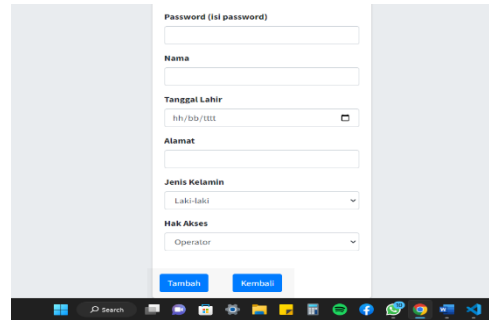 Password (isi password)
Nama
Tanggal Lahir
hh/bb/tttt
Alamat
Jenis Kelamin
Laki-laki
Hak Akses
Operator
Tambah
Kembali
Search